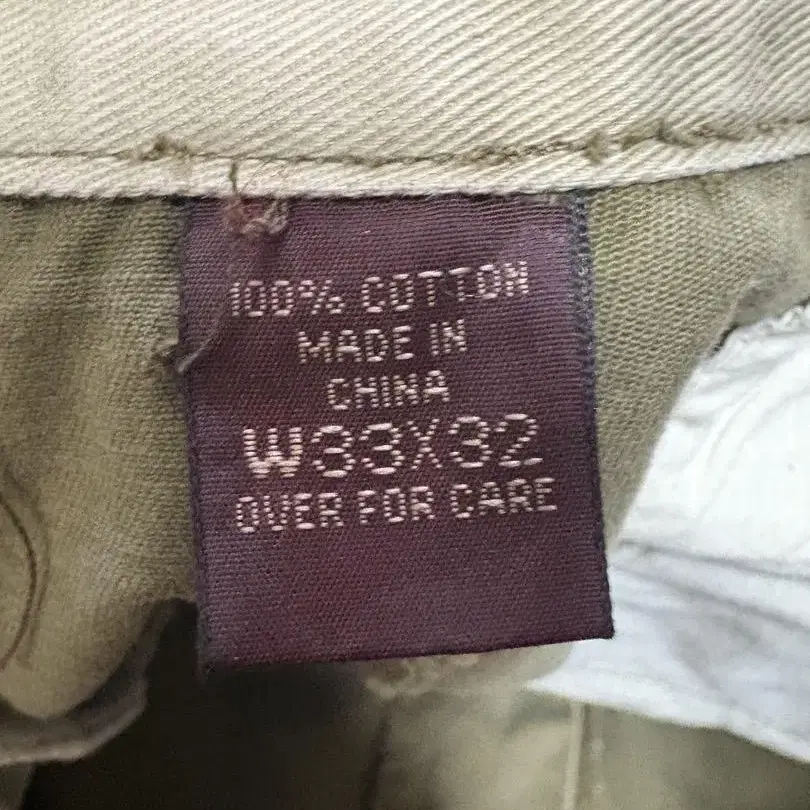 100% COTTON
MADE IN
CHINA
W33X32
OVER FOR CARE